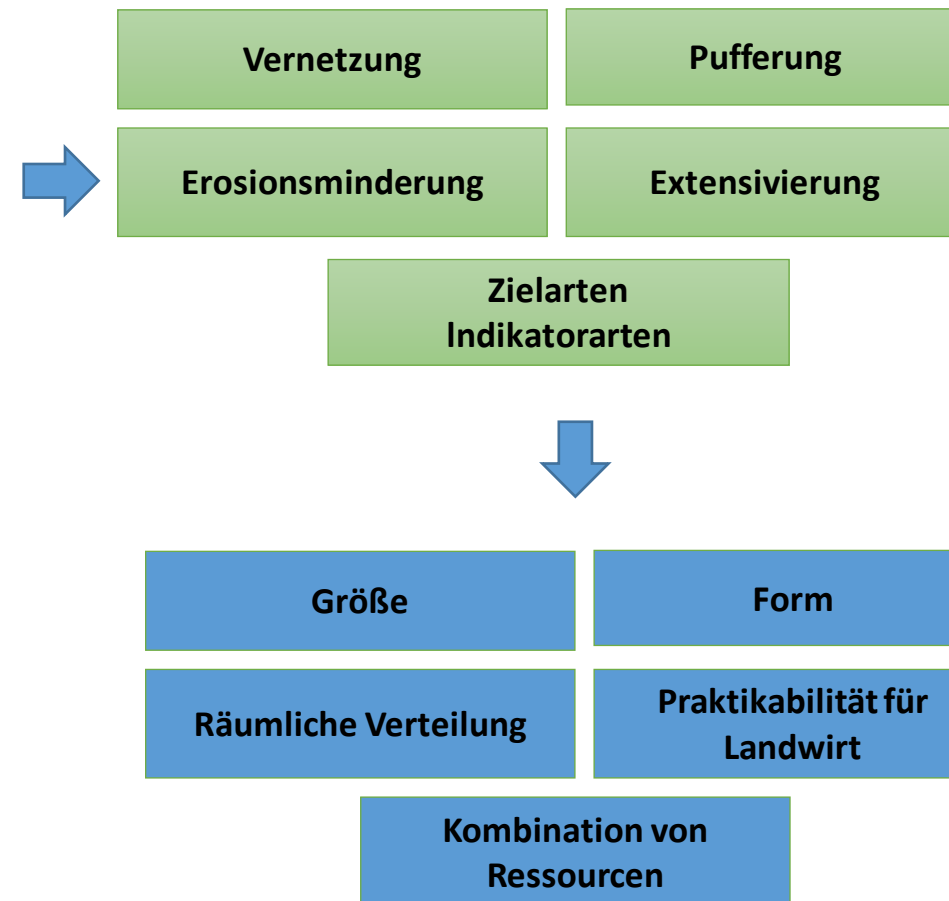 Vernetzung
Pufferung
Erosionsminderung
Extensivierung
Zielarten
Indikatorarten
Größe
Form
Räumliche Verteilung
Praktikabilität für
Landwirt
Kombination von
Ressourcen